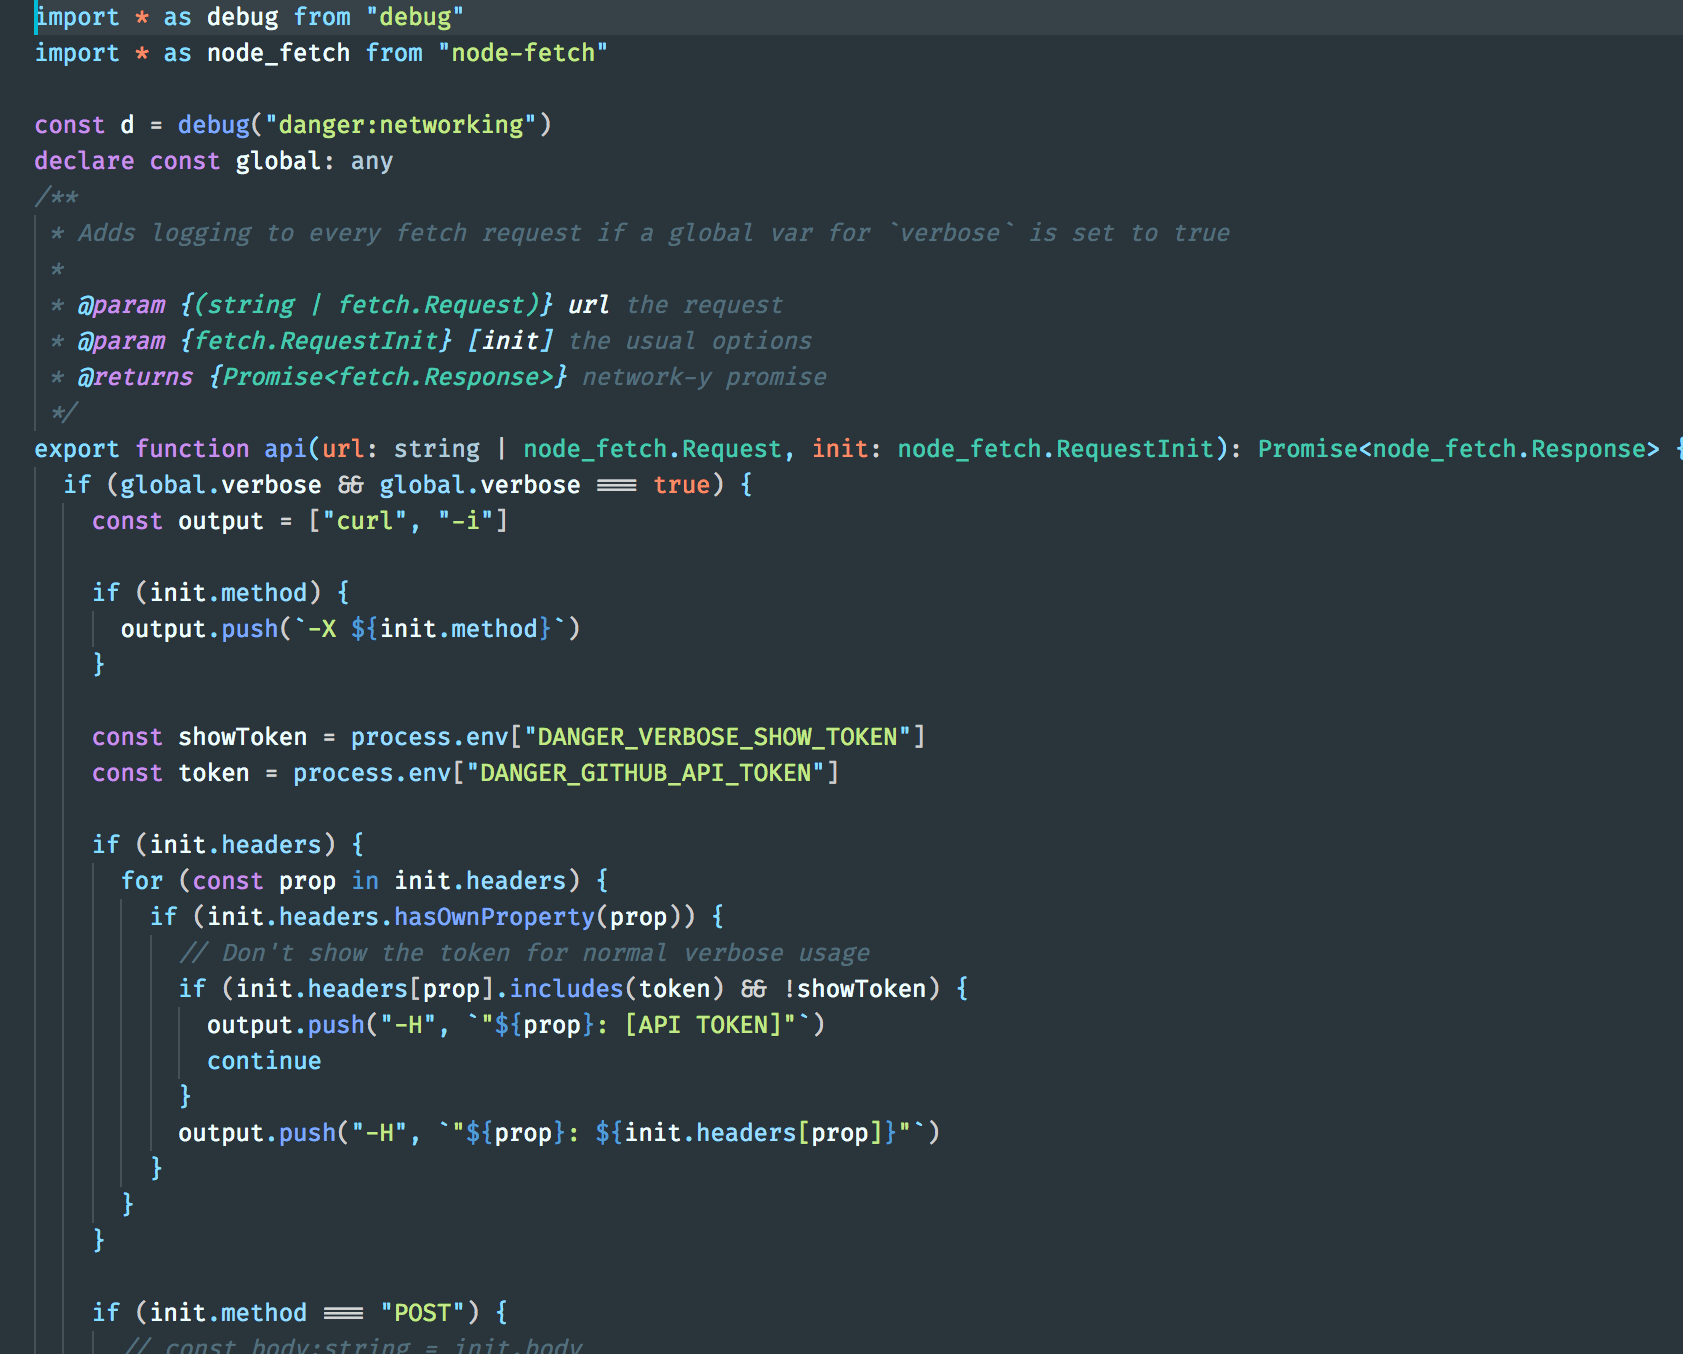 import * as debug from "debug"
import * as node_fetch from "node-fetch"

const d = debug("danger:networking")
declare const global: any
/**
 * Adds logging to every fetch request if a global var for `verbose` is set to true
 *
 * @param {(string | fetch.Request)} url the request
 * @param {fetch.RequestInit} [init] the usual options
 * @returns {Promise<fetch.Response>} network-y promise
 */
export function api(url: string | node_fetch.Request, init: node_fetch.RequestInit): Promise<node_fetch.Response> {
  if (global.verbose && global.verbose === true) {
    const output = ["curl", "-i"]

    if (init.method) {
      output.push(`-X ${init.method}`)
    }

    const showToken = process.env["DANGER_VERBOSE_SHOW_TOKEN"]
    const token = process.env["DANGER_GITHUB_API_TOKEN"]

    if (init.headers) {
      for (const prop in init.headers) {
        if (init.headers.hasOwnProperty(prop)) {
          // Don't show the token for normal verbose usage
          if (init.headers[prop].includes(token) && !showToken) {
            output.push("-H", `"${prop}: [API TOKEN]"`)
            continue
          }
          output.push("-H", `"${prop}: ${init.headers[prop]}"`)
        }
      }
    }

    if (init.method === "POST") {
      // const body:string = init.body